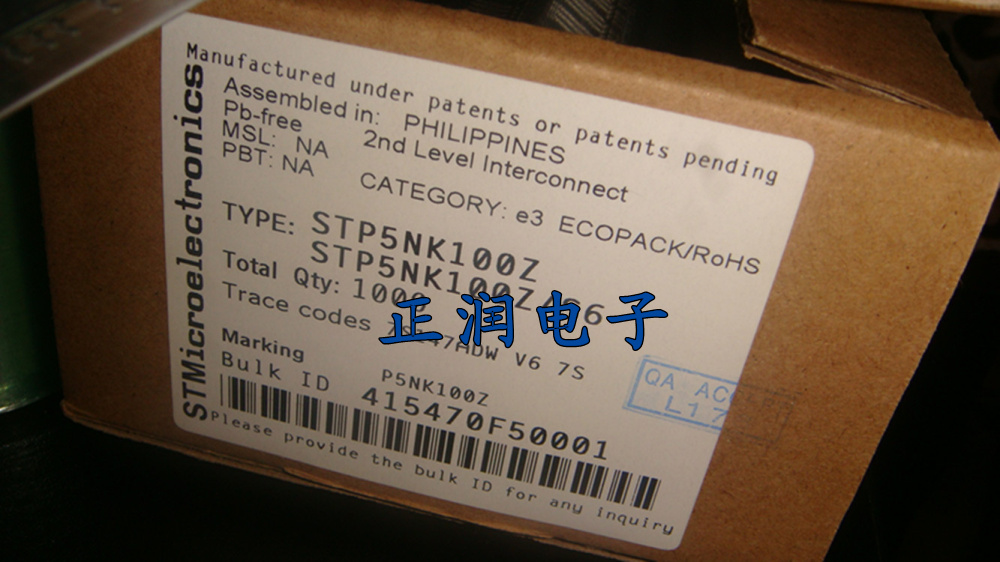 STMicroelectronics
Manufactured under patents or patents pending
Assembled in: PHILIPPINES
Pb-free 2nd Level Interconnect
MSL: NA
PBT: NA CATEGORY: e3 ECOPACK/RoHS
TYPE: STP5NK100Z
STP5NK100Z
Total Qty: 1000
正润电子
Trace codes V6 7S
Marking P5NK100Z
Bulk ID 415470F50001
Please provide the bulk ID for any inquiry
QA
L17